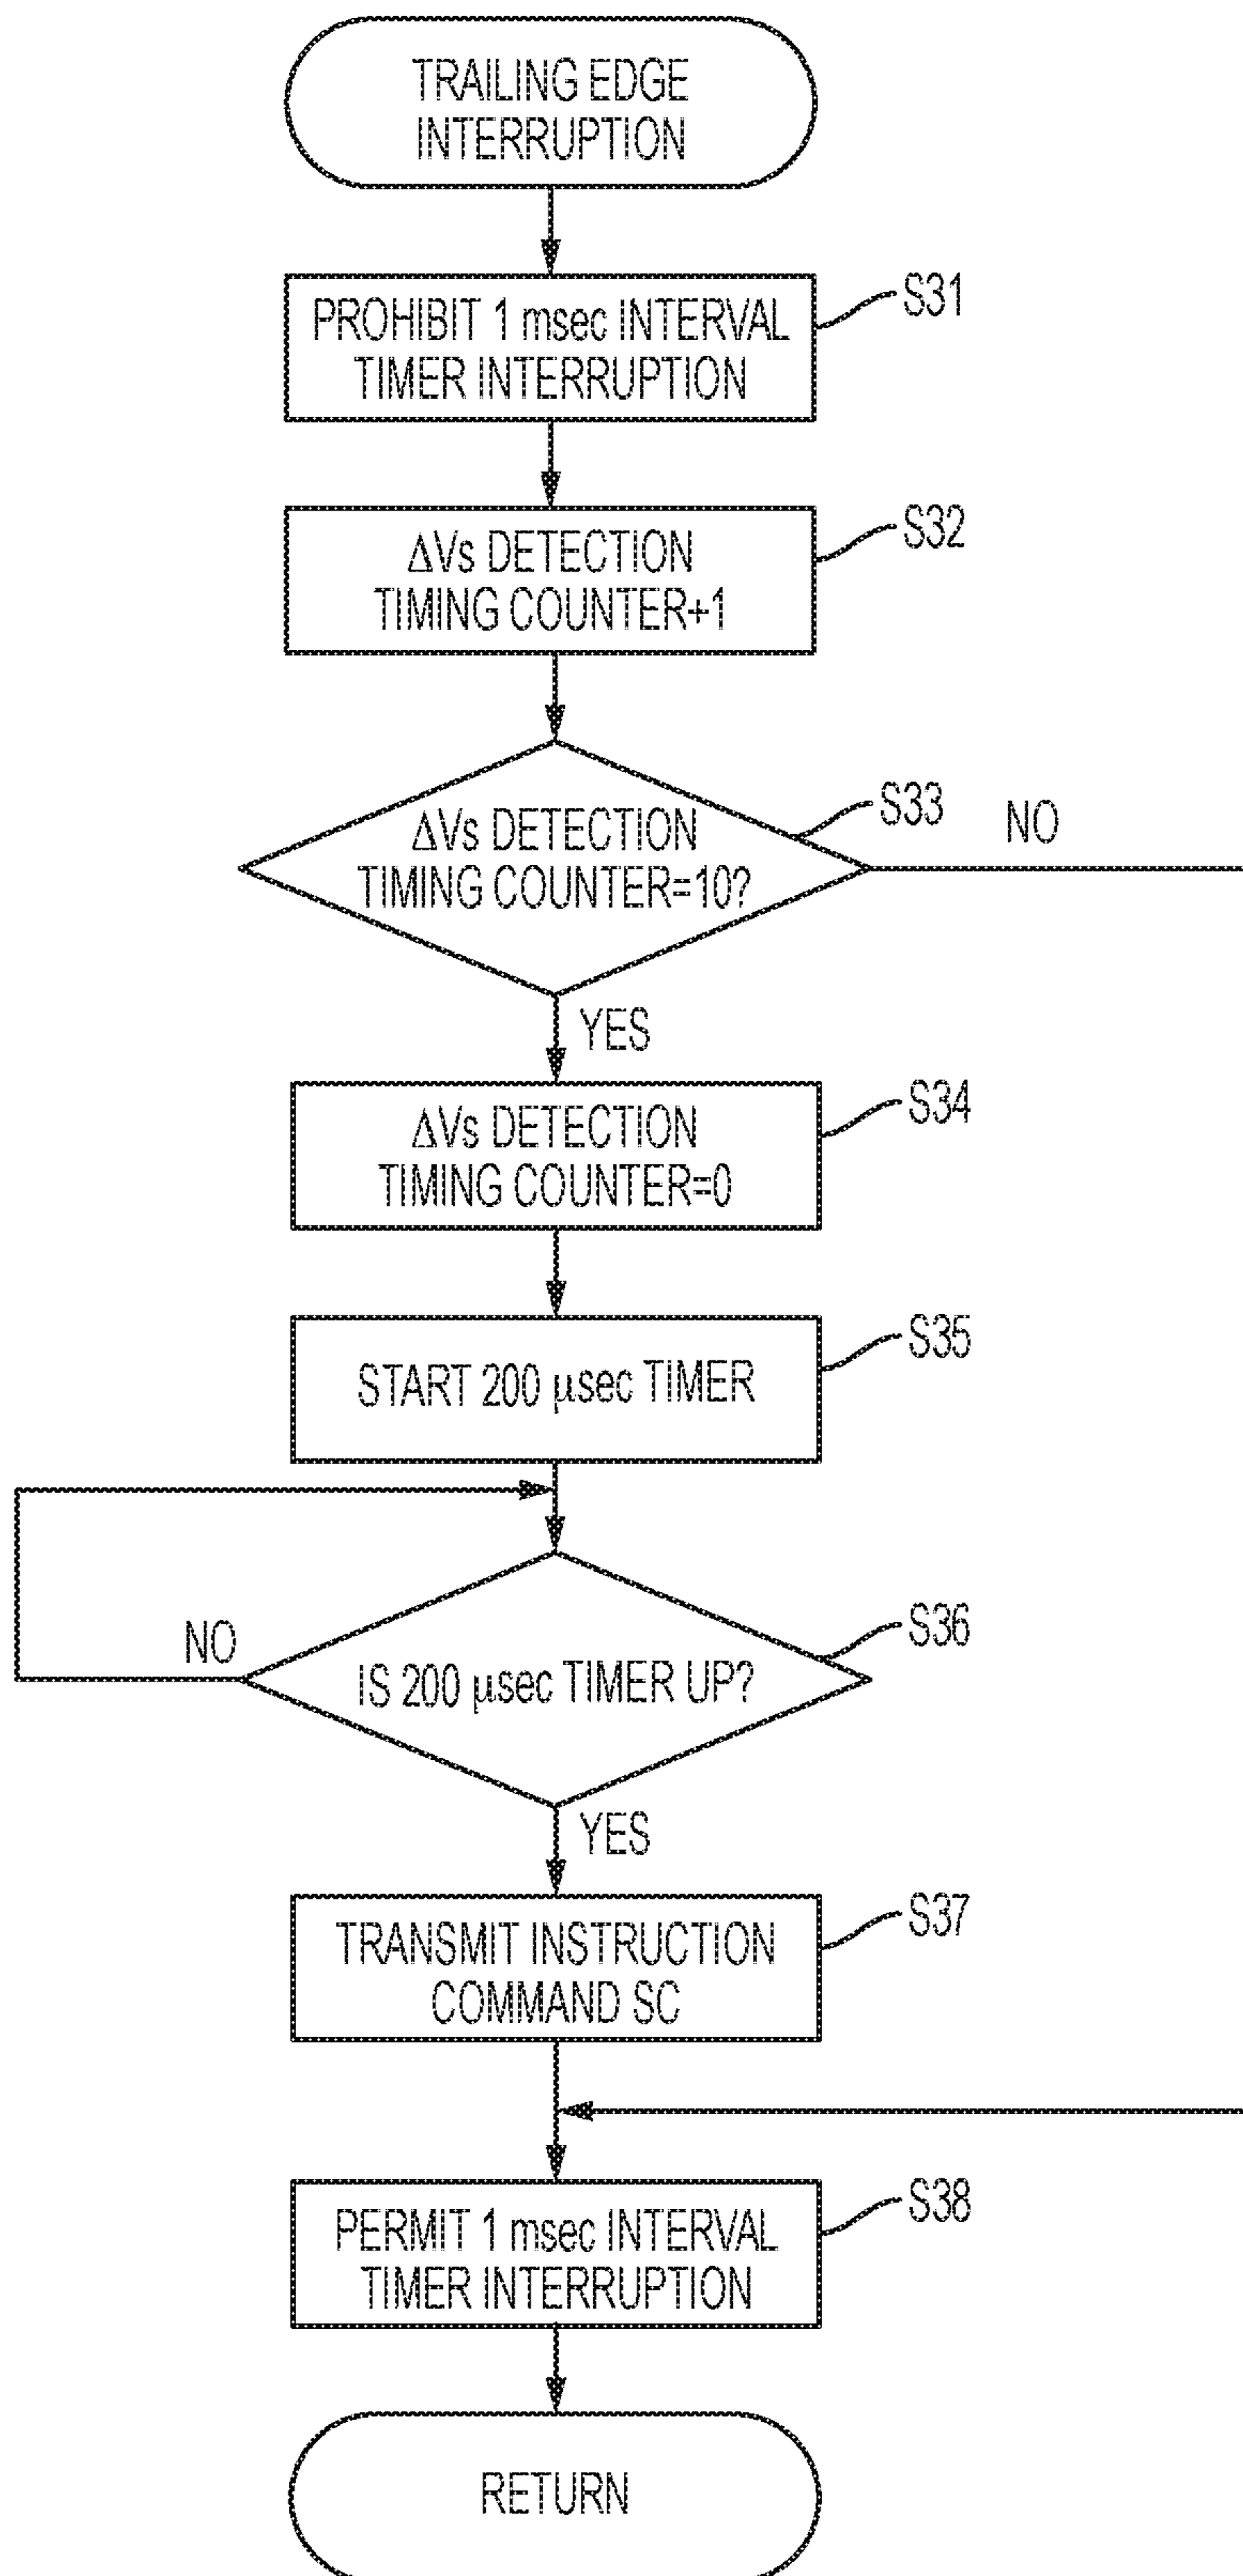 TRAILING EDGE
INTERRUPTION
PROHIBIT 1 msec INTERVAL
TIMER INTERRUPTION
S31
ΔVs DETECTION
TIMING COUNTER+1
S32
ΔVs DETECTION
TIMING COUNTER=10?
S33
NO
YES
ΔVs DETECTION
TIMING COUNTER=0
S34
START 200 μsec TIMER
S35
NO
IS 200 μsec TIMER UP?
S36
YES
TRANSMIT INSTRUCTION
COMMAND SC
S37
PERMIT 1 msec INTERVAL
TIMER INTERRUPTION
S38
RETURN